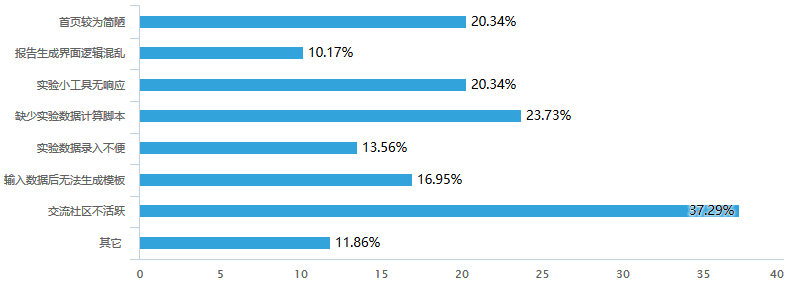 首页较为简陋 20.34%
报告生成界面逻辑混乱 10.17%
实验小工具无响应 20.34%
缺少实验数据计算脚本 23.73%
实验数据录入不便 13.56%
输入数据后无法生成模板 16.95%
交流社区不活跃 37.29%
其它 11.86%
0 5 10 15 20 25 30 35 40